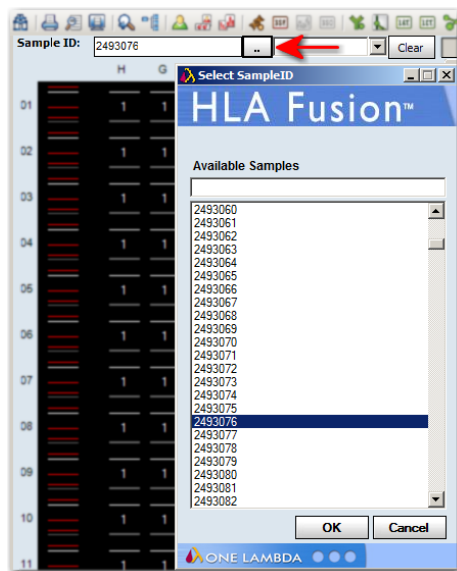 Sample ID: 2493076 .. Clear
H G
Select SampleID
HLA Fusion™
Available Samples
2493060
2493061
2493062
2493063
2493064
2493065
2493066
2493067
2493068
2493069
2493070
2493071
2493072
2493073
2493074
2493075
2493076
2493077
2493078
2493079
2493080
2493081
2493082
OK Cancel
ONE LAMBDA
01 1 1
02 1 1
03 1 1
04 1 1
05 1 1
06 1 1
07 1 1
08 1 1
09 1 1
10 1 1
11 1 1